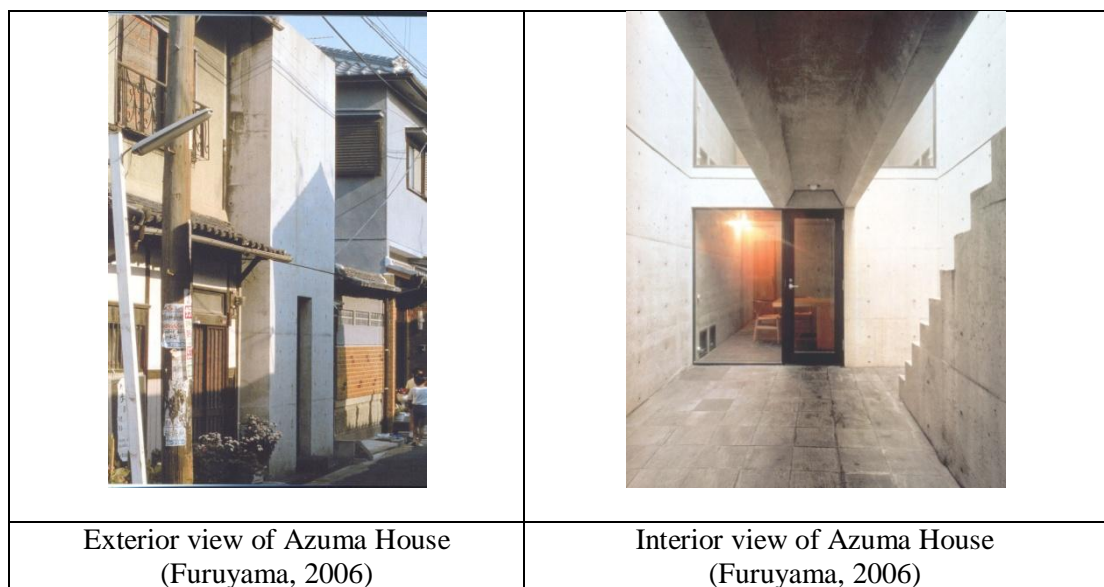 Exterior view of Azuma House
(Furuyama, 2006)
Interior view of Azuma House
(Furuyama, 2006)